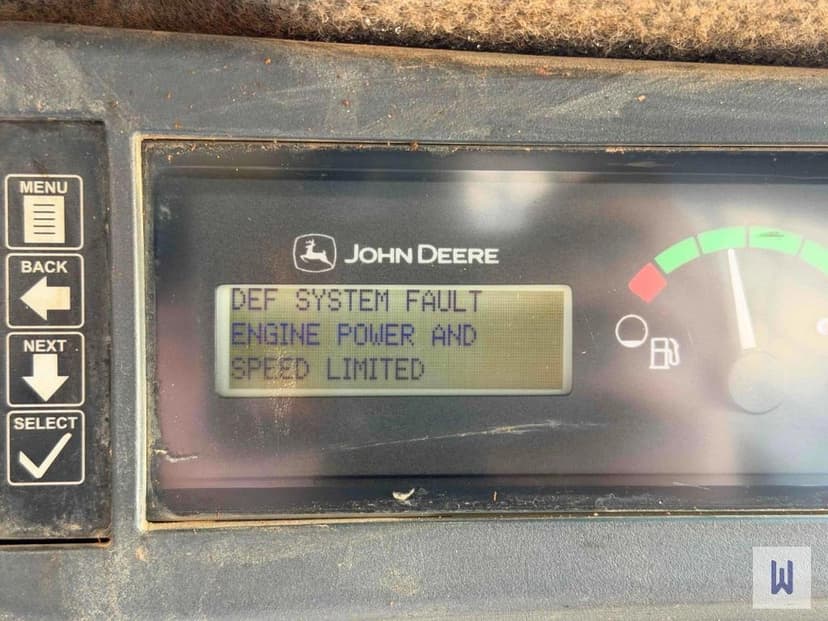 MENU
BACK
NEXT
SELECT
JOHN DEERE
DEF SYSTEM FAULT
ENGINE POWER AND
SPEED LIMITED
W